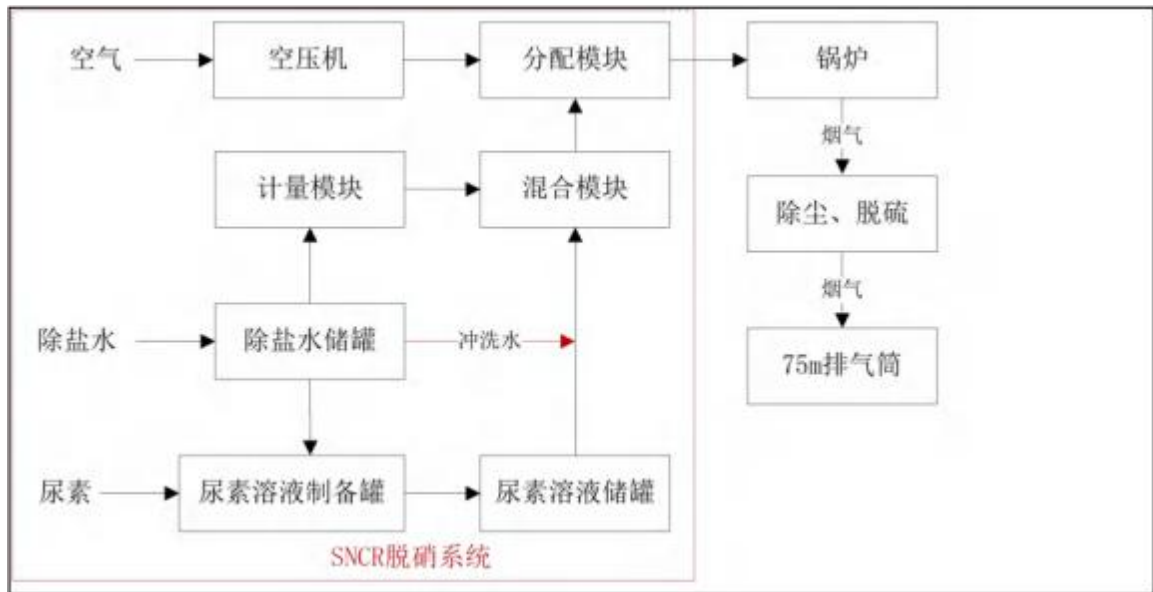 空气
空压机
分配模块
锅炉
烟气
计量模块
混合模块
除尘、脱硫
烟气
除盐水
除盐水储罐
冲洗水
75m排气筒
尿素
尿素溶液制备罐
尿素溶液储罐
SNCR脱硝系统